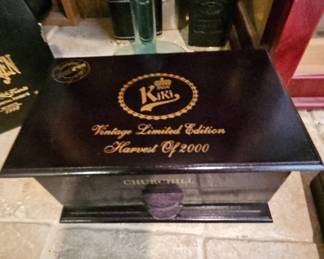 KiKi
Vintage Limited Edition
Harvest Of 2000
CHURCHILL